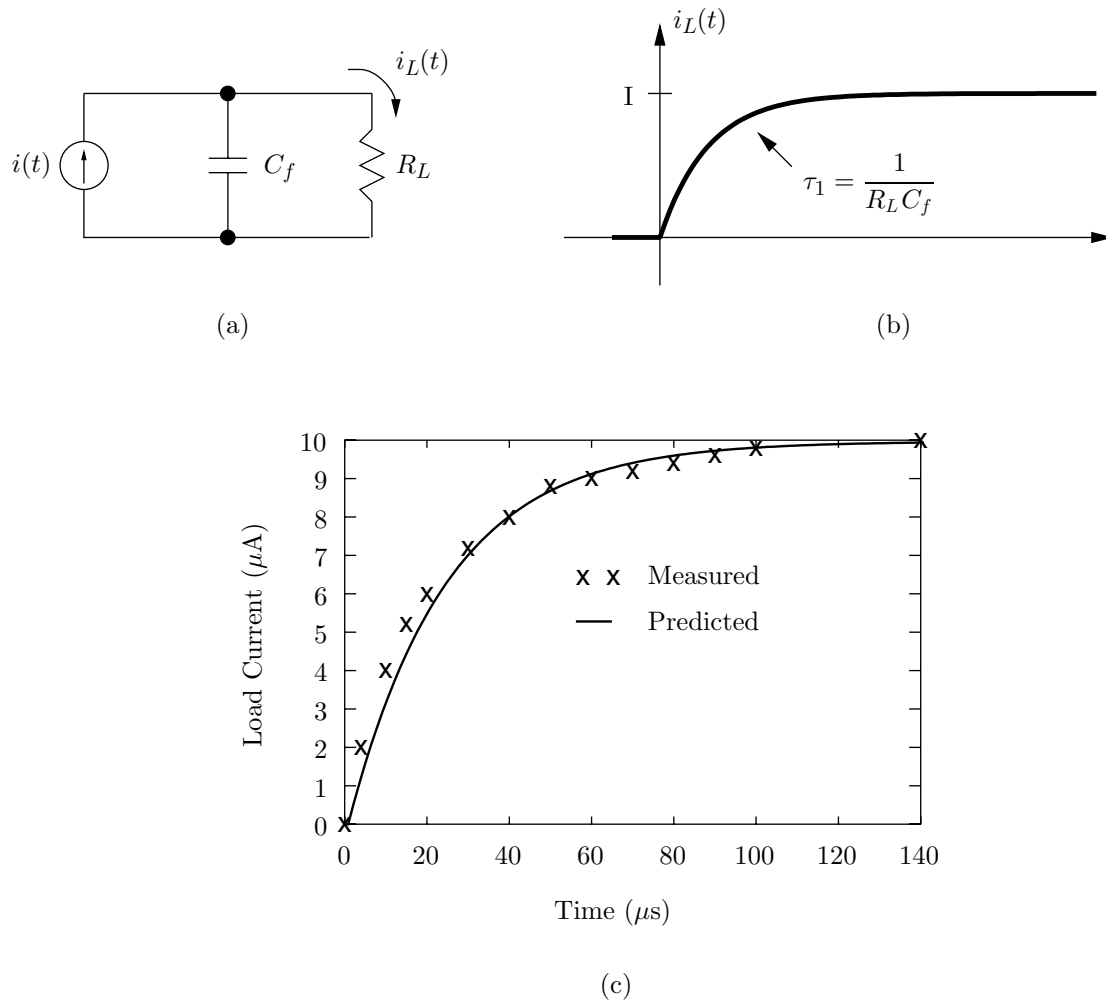 i_L(t)
i(t)
C_f
R_L
(a)
i_L(t)
I
τ_1 = 1/(R_L C_f)
(b)
10
9
8
7
6
5
4
3
2
1
0
Load Current (μA)
x x Measured
Predicted
0 20 40 60 80 100 120 140
Time (μs)
(c)